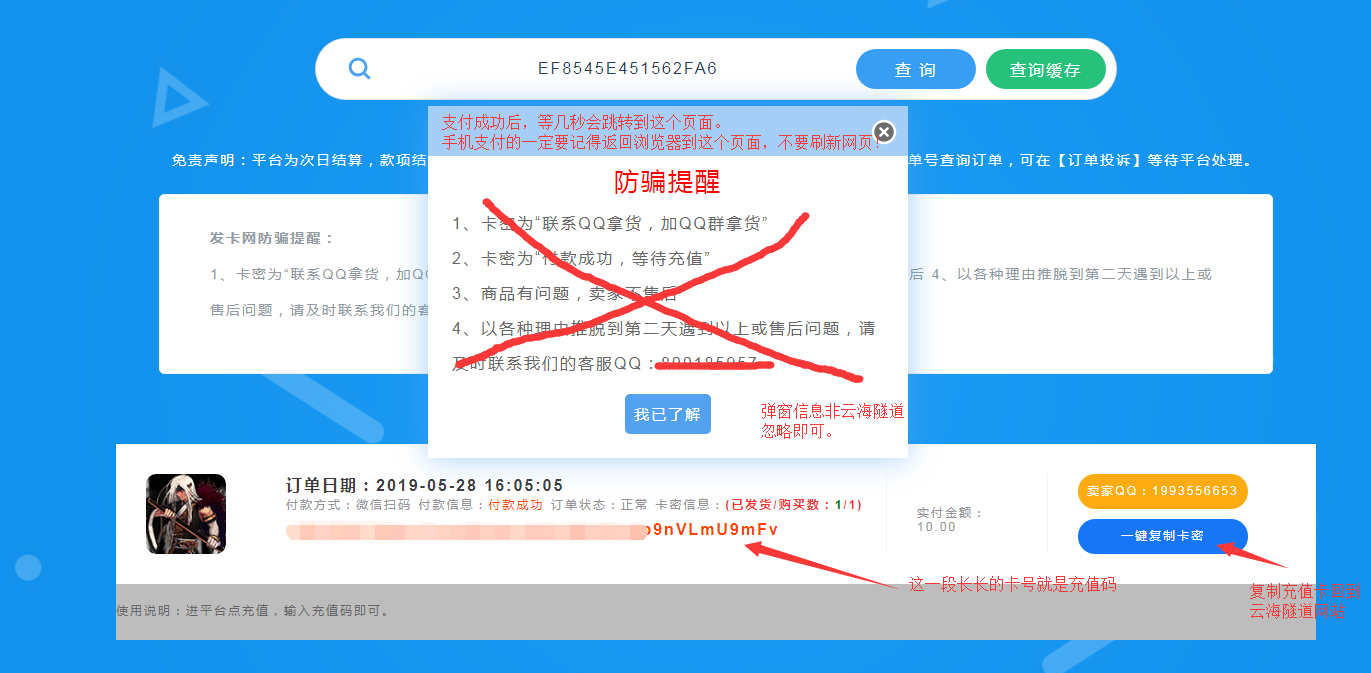 EF8545E451562FA6
查 询
查询缓存
支付成功后，等几秒会跳转到这个页面。
手机支付的一定要记得返回浏览器到这个页面，不要刷新网页！
免责声明：平台为次日结算，款项结
单号查询订单，可在【订单投诉】等待平台处理。
防骗提醒
1、卡密为“联系QQ拿货，加QQ群拿货”
2、卡密为“付款成功，等待充值”
3、商品有问题，卖家不售后
4、以各种理由推脱到第二天遇到以上或售后问题，请
及时联系我们的客服QQ：
我已了解
弹窗信息非云海隧道
忽略即可。
发卡网防骗提醒：
1、卡密为“联系QQ拿货，加QQ
后 4、以各种理由推脱到第二天遇到以上或
售后问题，请及时联系我们的客
订单日期：2019-05-28 16:05:05
付款方式：微信扫码 付款信息：付款成功 订单状态：正常 卡密信息：(已发货/购买数：1/1)
9nVLmU9mFv
实付金额：
10.00
卖家QQ：1993556653
一键复制卡密
这一段长长的卡号就是充值码
复制充值
云海隧道
使用说明：进平台点充值，输入充值码即可。